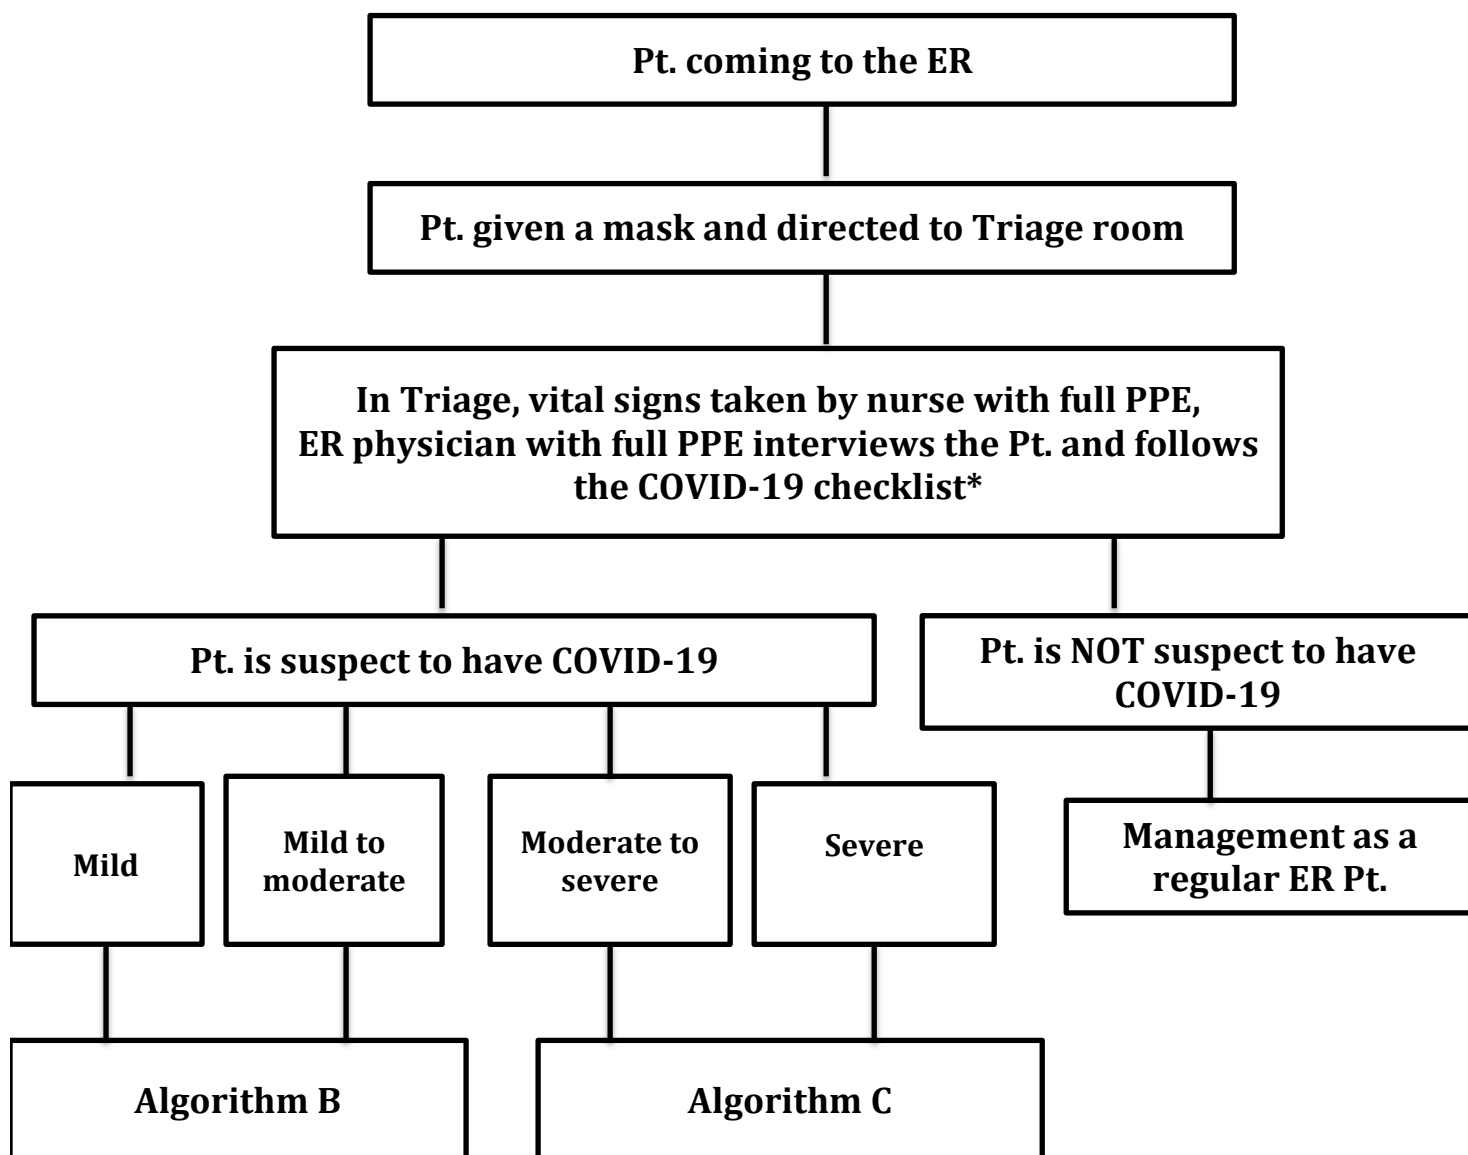 Pt. coming to the ER
Pt. given a mask and directed to Triage room
In Triage, vital signs taken by nurse with full PPE,
ER physician with full PPE interviews the Pt. and follows
the COVID-19 checklist*
Pt. is suspect to have COVID-19
Pt. is NOT suspect to have
COVID-19
Mild
Mild to
moderate
Moderate to
severe
Severe
Management as a
regular ER Pt.
Algorithm B
Algorithm C